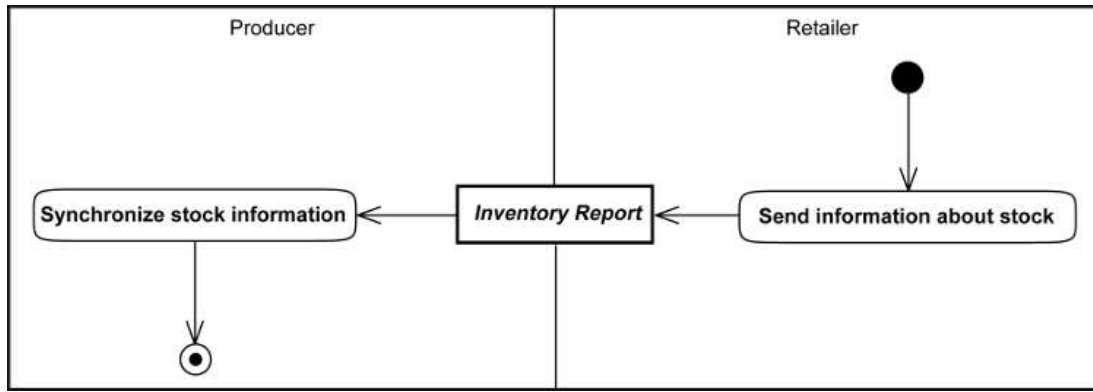 Producer
Retailer
Synchronize stock information
Inventory Report
Send information about stock